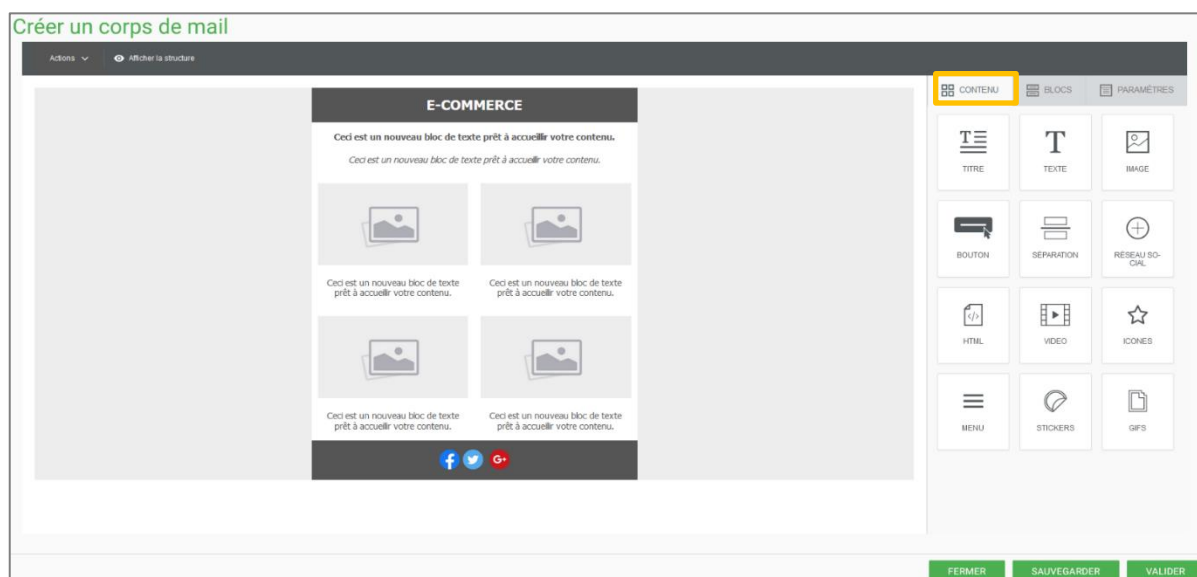 Créer un corps de mail
Actions
Afficher la structure
CONTENU
BLOCS
PARAMÈTRES
E-COMMERCE
Ceci est un nouveau bloc de texte prêt à accueillir votre contenu.
Ceci est un nouveau bloc de texte prêt à accueillir votre contenu.
Ceci est un nouveau bloc de texte
prêt à accueillir votre contenu.
Ceci est un nouveau bloc de texte
prêt à accueillir votre contenu.
Ceci est un nouveau bloc de texte
prêt à accueillir votre contenu.
Ceci est un nouveau bloc de texte
prêt à accueillir votre contenu.
G+
TITRE
TEXTE
IMAGE
BOUTON
SÉPARATION
RÉSEAU SO-
CIAL
HTML
VIDEO
ICONES
MENU
STICKERS
GIFS
FERMER
SAUVEGARDER
VALIDER